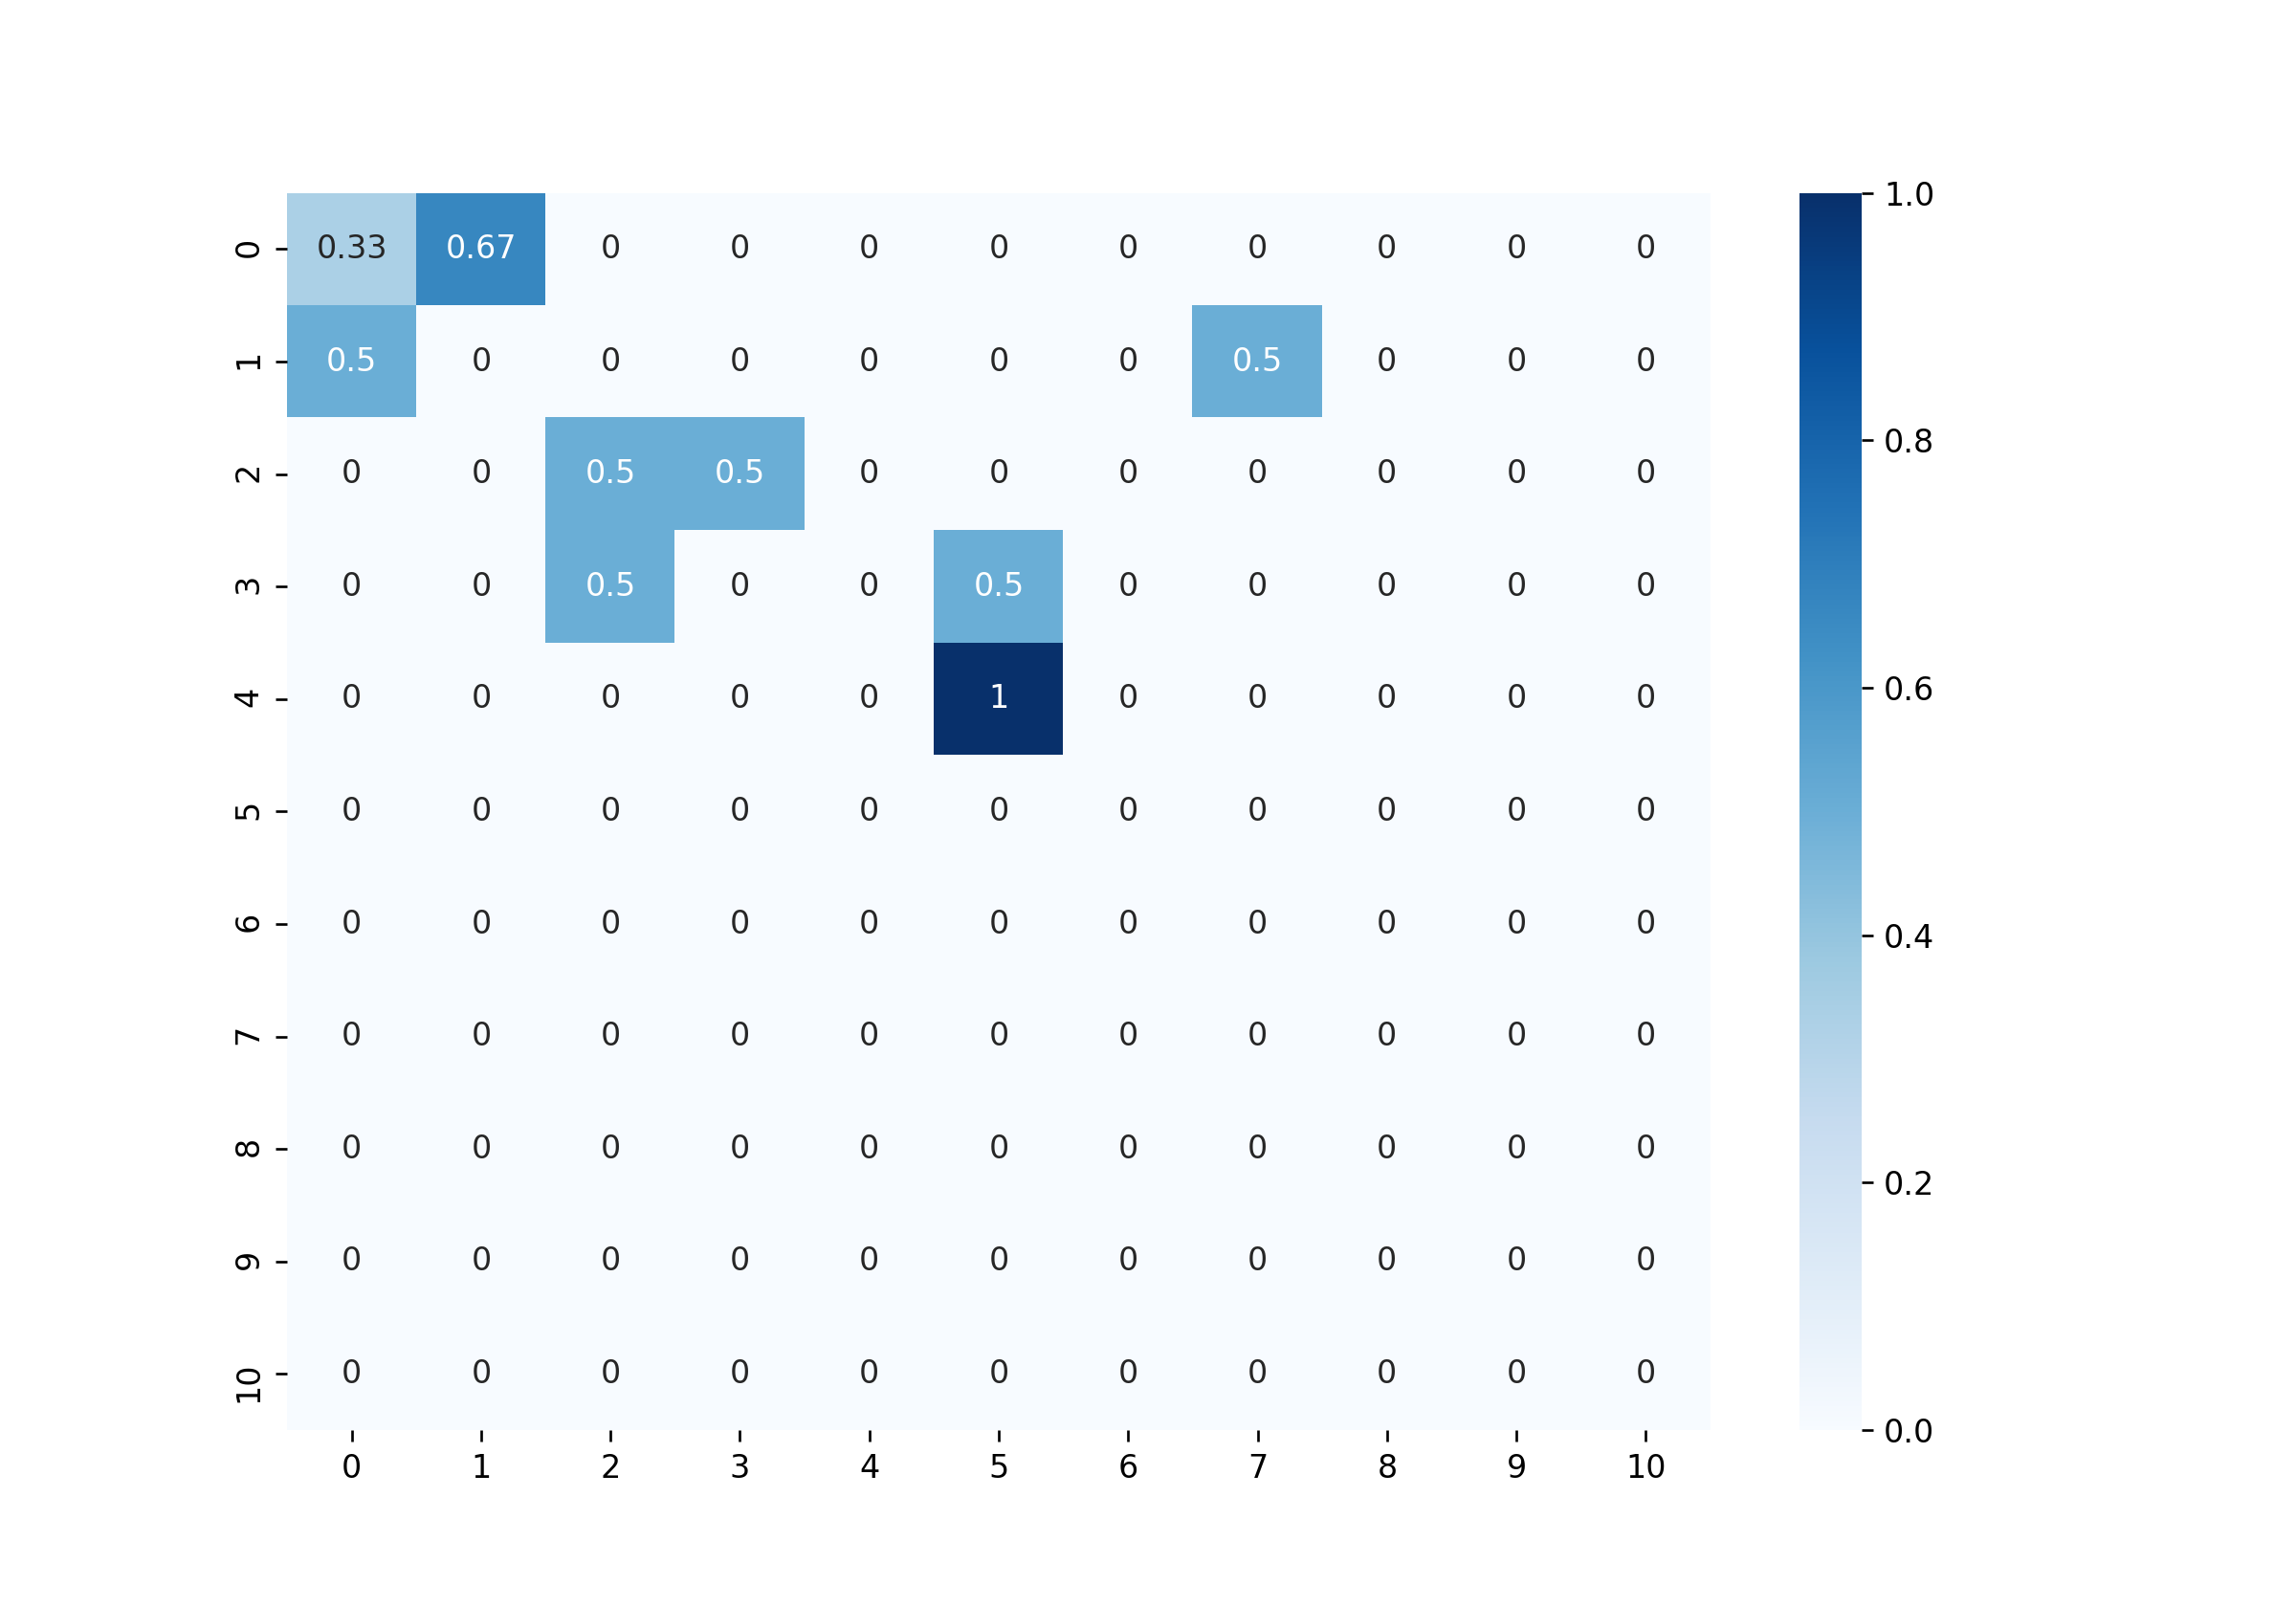 1.0
0 0.33 0.67 0 0 0 0 0 0 0 0 0
1 0.5 0 0 0 0 0 0 0.5 0 0 0
0.8
2 0 0 0.5 0.5 0 0 0 0 0 0 0
3 0 0 0.5 0 0 0.5 0 0 0 0 0
0.6
4 0 0 0 0 0 1 0 0 0 0 0
5 0 0 0 0 0 0 0 0 0 0 0
6 0 0 0 0 0 0 0 0 0 0 0
0.4
7 0 0 0 0 0 0 0 0 0 0 0
8 0 0 0 0 0 0 0 0 0 0 0
0.2
9 0 0 0 0 0 0 0 0 0 0 0
10 0 0 0 0 0 0 0 0 0 0 0
0.0
0 1 2 3 4 5 6 7 8 9 10